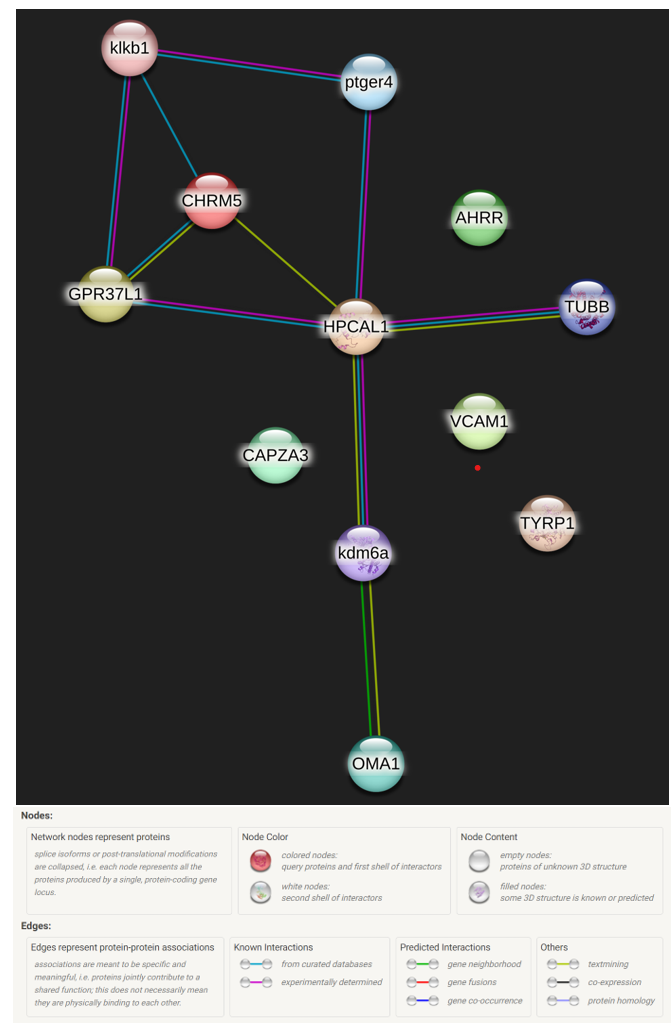 klkb1
ptger4
CHRM5
AHRR
GPR37L1
TUBB
HPCAL1
VCAM1
CAPZA3
TYRP1
kdm6a
OMA1
Nodes:
Network nodes represent proteins
splice isoforms or post-translational modifications
are collapsed, i.e. each node represents all the
proteins produced by a single, protein-coding gene
locus.
Node Color
colored nodes:
query proteins and first shell of interactors
white nodes:
second shell of interactors
Node Content
empty nodes:
proteins of unknown 3D structure
filled nodes:
some 3D structure is known or predicted
Edges:
Edges represent protein-protein associations
associations are meant to be specific and
meaningful, i.e. proteins jointly contribute to a
shared function; this does not necessarily mean
they are physically binding to each other.
Known Interactions
from curated databases
experimentally determined
Predicted Interactions
gene neighborhood
gene fusions
gene co-occurrence
Others
textmining
co-expression
protein homology